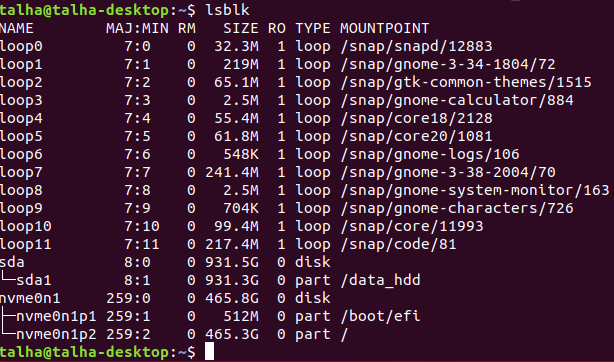 talha@talha-desktop:~$ lsblk
NAME        MAJ:MIN RM   SIZE RO TYPE MOUNTPOINT
loop0         7:0    0  32.3M  1 loop /snap/snapd/12883
loop1         7:1    0   219M  1 loop /snap/gnome-3-34-1804/72
loop2         7:2    0  65.1M  1 loop /snap/gtk-common-themes/1515
loop3         7:3    0   2.5M  1 loop /snap/gnome-calculator/884
loop4         7:4    0  55.4M  1 loop /snap/core18/2128
loop5         7:5    0  61.8M  1 loop /snap/core20/1081
loop6         7:6    0   548K  1 loop /snap/gnome-logs/106
loop7         7:7    0 241.4M  1 loop /snap/gnome-3-38-2004/70
loop8         7:8    0   2.5M  1 loop /snap/gnome-system-monitor/163
loop9         7:9    0   704K  1 loop /snap/gnome-characters/726
loop10        7:10   0  99.4M  1 loop /snap/core/11993
loop11        7:11   0 217.4M  1 loop /snap/code/81
sda           8:0    0 931.5G  0 disk
└─sda1        8:1    0 931.3G  0 part /data_hdd
nvme0n1     259:0    0 465.8G  0 disk
├─nvme0n1p1 259:1    0   512M  0 part /boot/efi
└─nvme0n1p2 259:2    0 465.3G  0 part /
talha@talha-desktop:~$